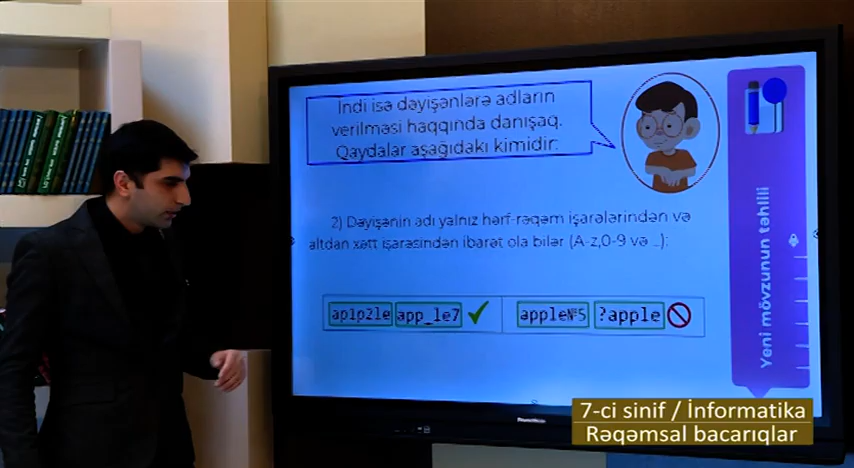 İndi isə dəyişənlərə adların
verilməsi haqqında danışaq.
Qaydalar aşağıdakı kimidir:
2) Dəyişənin adı yalnız hərf-rəqəm işarələrindən və
altdan xətt işarəsindən ibarət ola bilər (A-z,0-9 və _):
ap1p2le app_le7 apple№5 ?apple
Yeni mövzunun təhlili
7-ci sinif / İnformatika
Rəqəmsal bacarıqlar